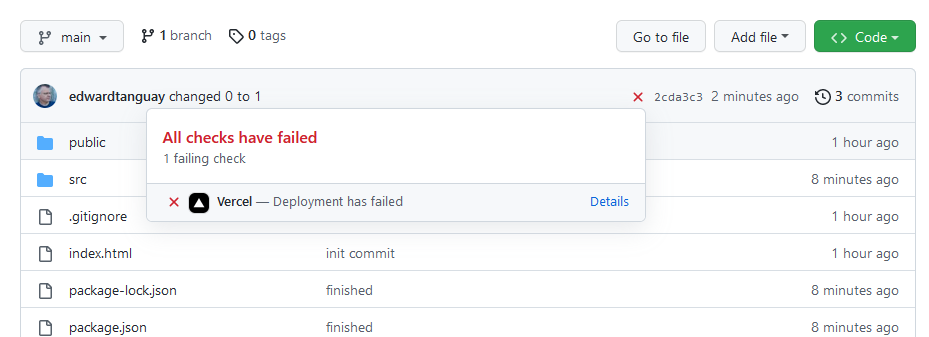 main 1 branch 0 tags Go to file Add file Code
edwardtanguay changed 0 to 1 2cda3c3 2 minutes ago 3 commits
All checks have failed
1 failing check
Vercel — Deployment has failed Details
public 1 hour ago
src 8 minutes ago
.gitignore 1 hour ago
index.html init commit 1 hour ago
package-lock.json finished 8 minutes ago
package.json finished 8 minutes ago